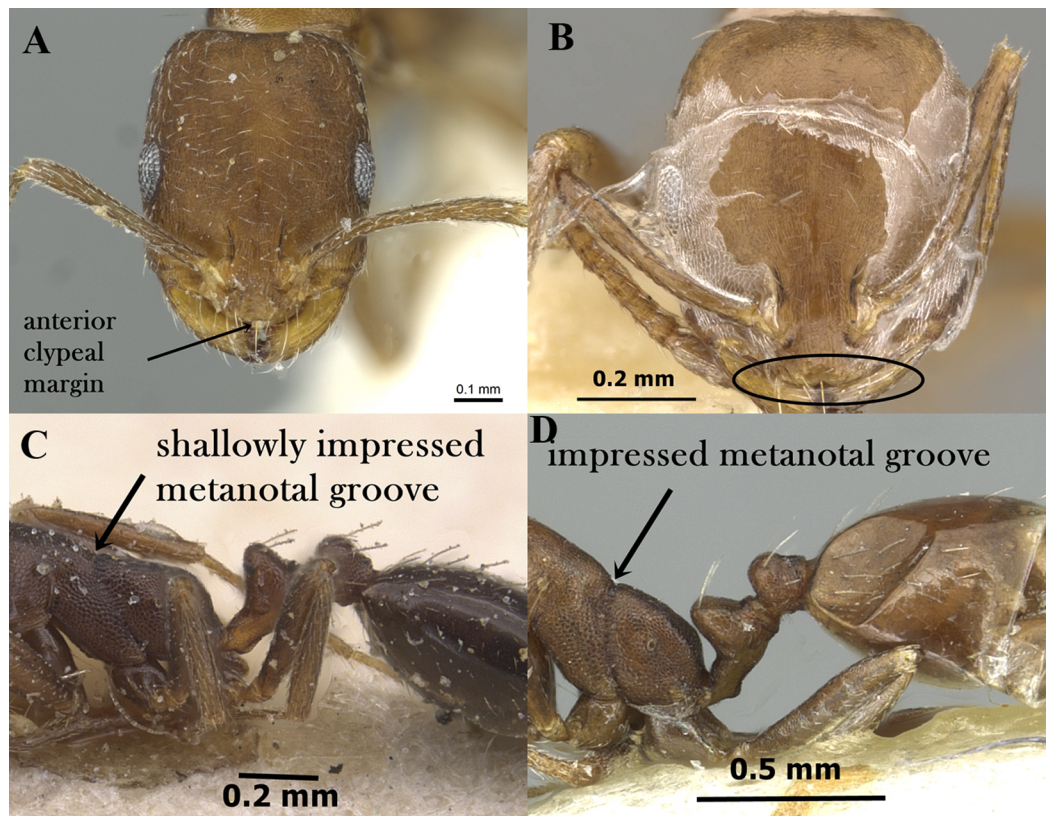 A
anterior
clypeal
margin
0.1 mm
B
0.2 mm
C
shallowly impressed
metanotal groove
0.2 mm
D
impressed metanotal groove
0.5 mm